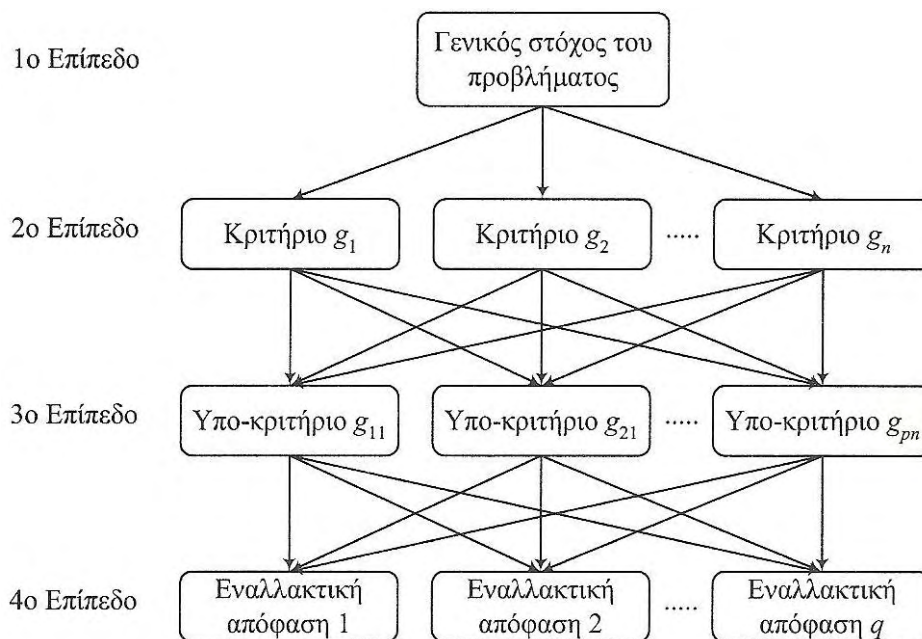 1ο Επίπεδο
Γενικός στόχος του
προβλήματος
2ο Επίπεδο
Κριτήριο g₁
Κριτήριο g₂
.....
Κριτήριο gₙ
3ο Επίπεδο
Υπο-κριτήριο g₁₁
Υπο-κριτήριο g₂₁
.....
Υπο-κριτήριο gₚₙ
4ο Επίπεδο
Εναλλακτική
απόφαση 1
Εναλλακτική
απόφαση 2
.....
Εναλλακτική
απόφαση q